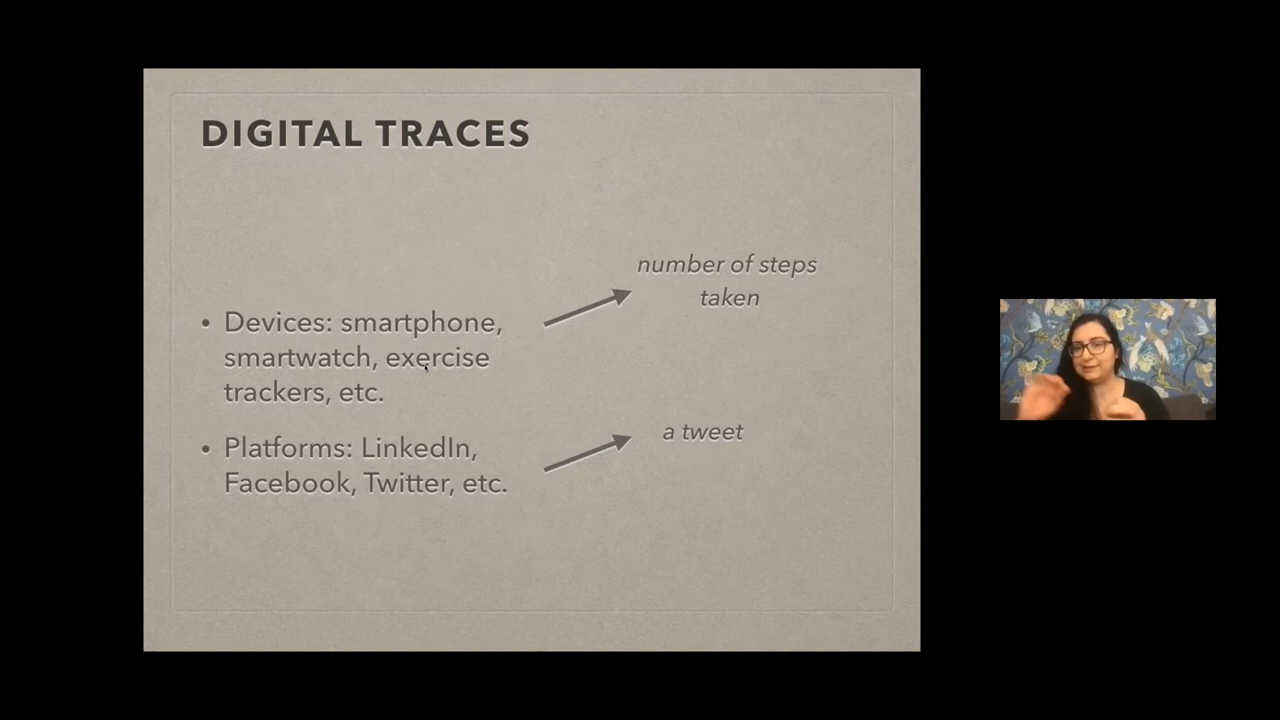 DIGITAL TRACES
number of steps
taken
• Devices: smartphone,
smartwatch, exercise
trackers, etc.
a tweet
• Platforms: LinkedIn,
Facebook, Twitter, etc.